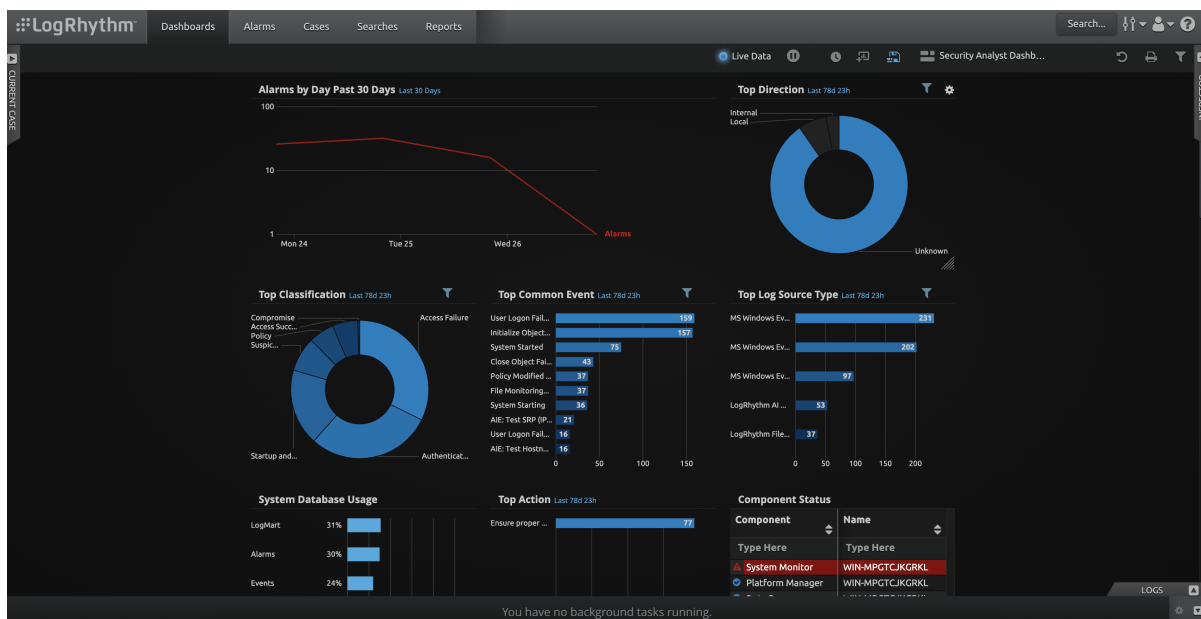 LogRhythm Dashboards Alarms Cases Searches Reports Search...
Live Data Security Analyst Dashb...
CURRENT CASE
Alarms by Day Past 30 Days Last 30 Days
100
10
1
Mon 24 Tue 25 Wed 26
Alarms
Top Direction Last 78d 23h
Internal
Local
Unknown
Top Classification Last 78d 23h
Compromise
Access Succ...
Policy
Suspic...
Access Failure
Startup and...
Authenticat...
Top Common Event Last 78d 23h
User Logon Fail... 159
Initialize Object... 157
System Started 75
Close Object Fai... 43
Policy Modified ... 37
File Monitoring... 37
System Starting 36
AIE: Test SRP (IP... 21
User Logon Fail... 16
AIE: Test Hostn... 16
0 50 100 150
Top Log Source Type Last 78d 23h
MS Windows Ev... 231
MS Windows Ev... 202
MS Windows Ev... 97
LogRhythm AI ... 53
LogRhythm File... 37
0 50 100 150 200
System Database Usage
LogMart 31%
Alarms 30%
Events 24%
Top Action Last 78d 23h
Ensure proper ... 77
Component Status
Component Name
Type Here Type Here
System Monitor WIN-MPGTCJKGRKL
Platform Manager WIN-MPGTCJKGRKL
LOGS
You have no background tasks running.